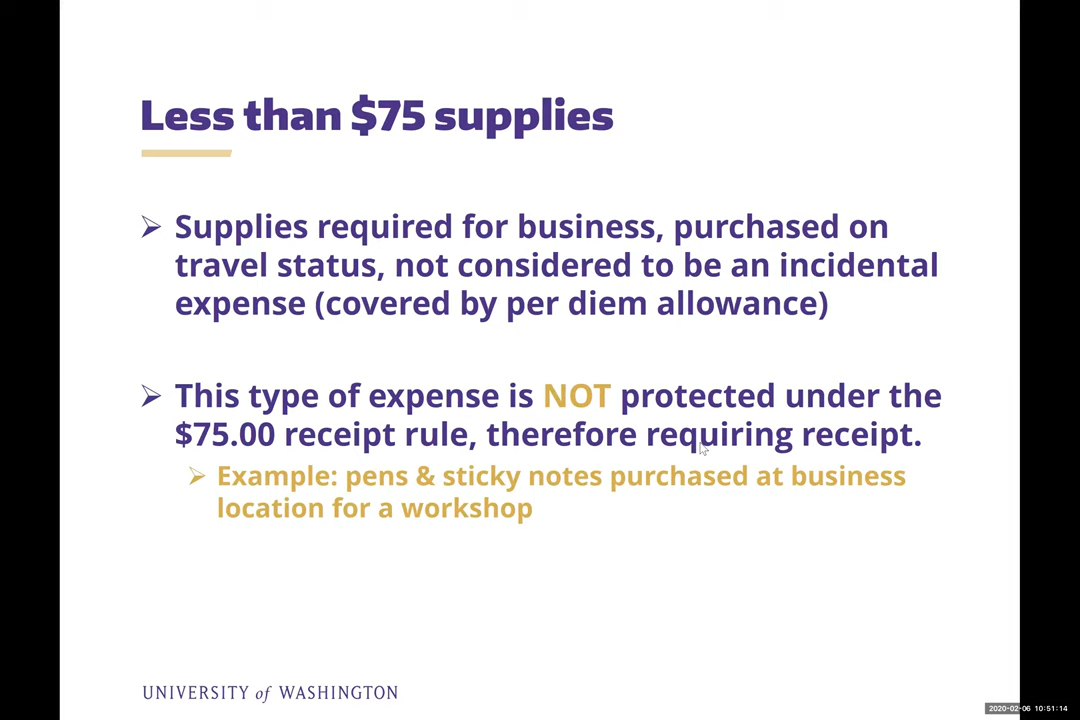 Less than $75 supplies
Supplies required for business, purchased on
travel status, not considered to be an incidental
expense (covered by per diem allowance)
This type of expense is NOT protected under the
$75.00 receipt rule, therefore requiring receipt.
Example: pens & sticky notes purchased at business
location for a workshop
UNIVERSITY of WASHINGTON
2020-02-06 10:51:14